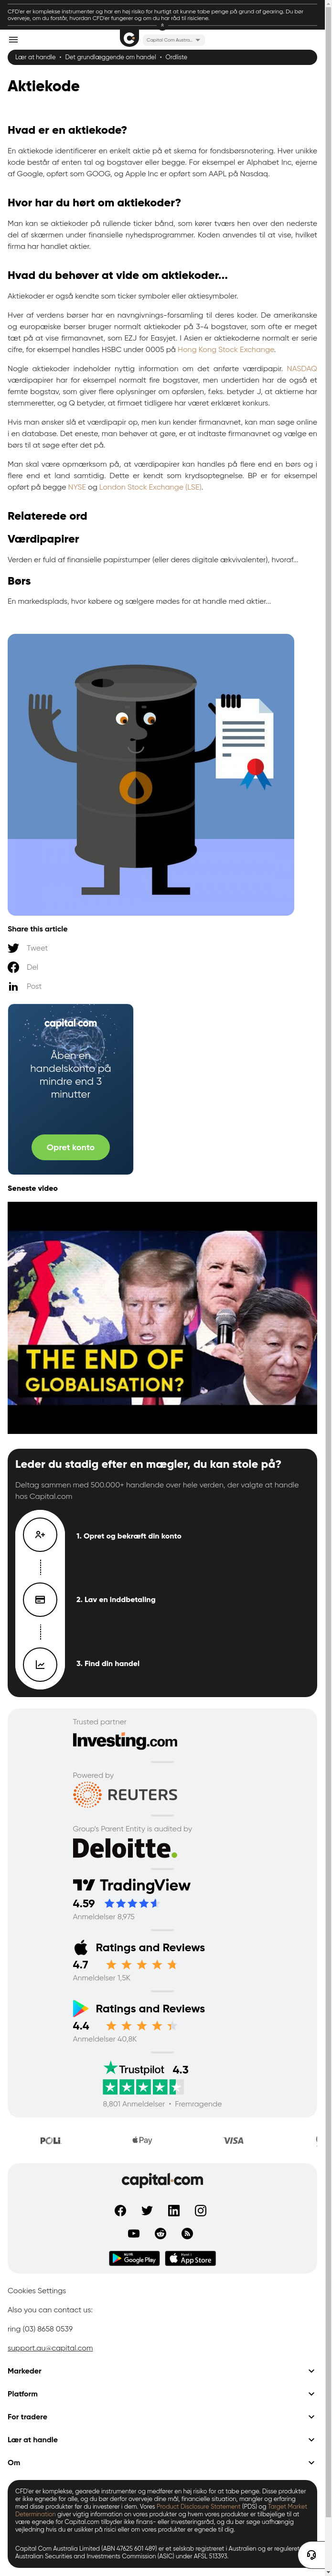 CFD'er er komplekse instrumenter og har en høj risiko for hurtigt at kunne tabe penge på grund af gearing. Du bør
overveje, om du forstår, hvordan CFD'er fungerer og om du har råd til risiciene.
Capital Com Austra...
Lær at handle • Det grundlæggende om handel • Ordliste
Aktiekode
Hvad er en aktiekode?
En aktiekode identificerer en enkelt aktie på et skema for fondsbørsnotering. Hver unikke
kode består af enten tal og bogstaver eller begge. For eksempel er Alphabet Inc, ejerne
af Google, opført som GOOG, og Apple Inc er opført som AAPL på Nasdaq.
Hvor har du hørt om aktiekoder?
Man kan se aktiekoder på rullende ticker bånd, som kører tværs hen over den nederste
del af skærmen under finansielle nyhedsprogrammer. Koden anvendes til at vise, hvilket
firma har handlet aktier.
Hvad du behøver at vide om aktiekoder...
Aktiekoder er også kendte som ticker symboler eller aktiesymboler.
Hver af verdens børser har en navngivnings-forsamling til deres koder. De amerikanske
og europæiske børser bruger normalt aktiekoder på 3-4 bogstaver, som ofte er meget
tæt på at vise firmanavnet, som EZJ for Easyjet. I Asien er aktiekoderne normalt er serie
cifre, for eksempel handles HSBC under 0005 på Hong Kong Stock Exchange.
Nogle aktiekoder indeholder nyttig information om det anførte værdipapir. NASDAQ
værdipapirer har for eksempel normalt fire bogstaver, men undertiden har de også et
femte bogstav, som giver flere oplysninger om opførslen, f.eks. betyder J, at aktierne har
stemmeretter, og Q betyder, at firmaet tidligere har været erklæret konkurs.
Hvis man ønsker slå et værdipapir op, men kun kender firmanavnet, kan man søge online
i en database. Det eneste, man behøver at gøre, er at indtaste firmanavnet og vælge en
børs til at søge efter det på.
Man skal være opmærksom på, at værdipapirer kan handles på flere end en børs og i
flere end et land samtidig. Dette er kendt som krydsoptegnelse. BP er for eksempel
opført på begge NYSE og London Stock Exchange (LSE).
Relaterede ord
Værdipapirer
Verden er fuld af finansielle papirstumper (eller deres digitale ækvivalenter), hvoraf...
Børs
En markedsplads, hvor købere og sælgere mødes for at handle med aktier...
Share this article
Tweet
Del
Post
capital.com
Åben en
handelskonto på
mindre end 3
minutter
Opret konto
Seneste video
THE END OF
GLOBALISATION?
Leder du stadig efter en mægler, du kan stole på?
Deltag sammen med 500.000+ handlende over hele verden, der valgte at handle
hos Capital.com
1. Opret og bekræft din konto
2. Lav en inddbetaling
3. Find din handel
Trusted partner
Investing.com
Powered by
REUTERS
Group's Parent Entity is audited by
Deloitte.
TradingView
4.59
Anmeldelser 8,975
Ratings and Reviews
4.7
Anmeldelser 1,5K
Ratings and Reviews
4.4
Anmeldelser 40,8K
Trustpilot 4.3
8,801 Anmeldelser • Fremragende
POLi
Pay
VISA
capital.com
Google Play
App Store
Cookies Settings
Also you can contact us:
ring (03) 8658 0539
support.au@capital.com
Markeder
Platform
For tradere
Lær at handle
Om
CFD'er er komplekse, gearede instrumenter og medfører en høj risiko for at tabe penge. Disse produkter
er ikke egnede for alle, og du bør derfor overveje dine mål, finansielle situation, mangler og erfaring
med disse produkter før du investerer i dem. Vores Product Disclosure Statement (PDS) og Target Market
Determination giver vigtig information om vores produkter og hvem vores produkter er tilbøjelige til at
være egnede for Capital.com tilbyder ikke finans- eller investeringsråd, og du bør søge uafhængig
vejledning hvis du er usikker på hvis ikke eller om vores produkter er egnede til dig.
Capital Com Australia Limited (ABN 47625 601 489) er et selskab registreret i Australien og er reguleret
Australian Securities and Investments Commission (ASIC) under AFSL 513393.